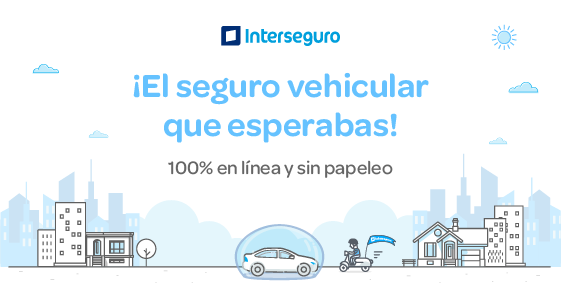 Interseguro
¡El seguro vehicular
que esperabas!
100% en línea y sin papeleo